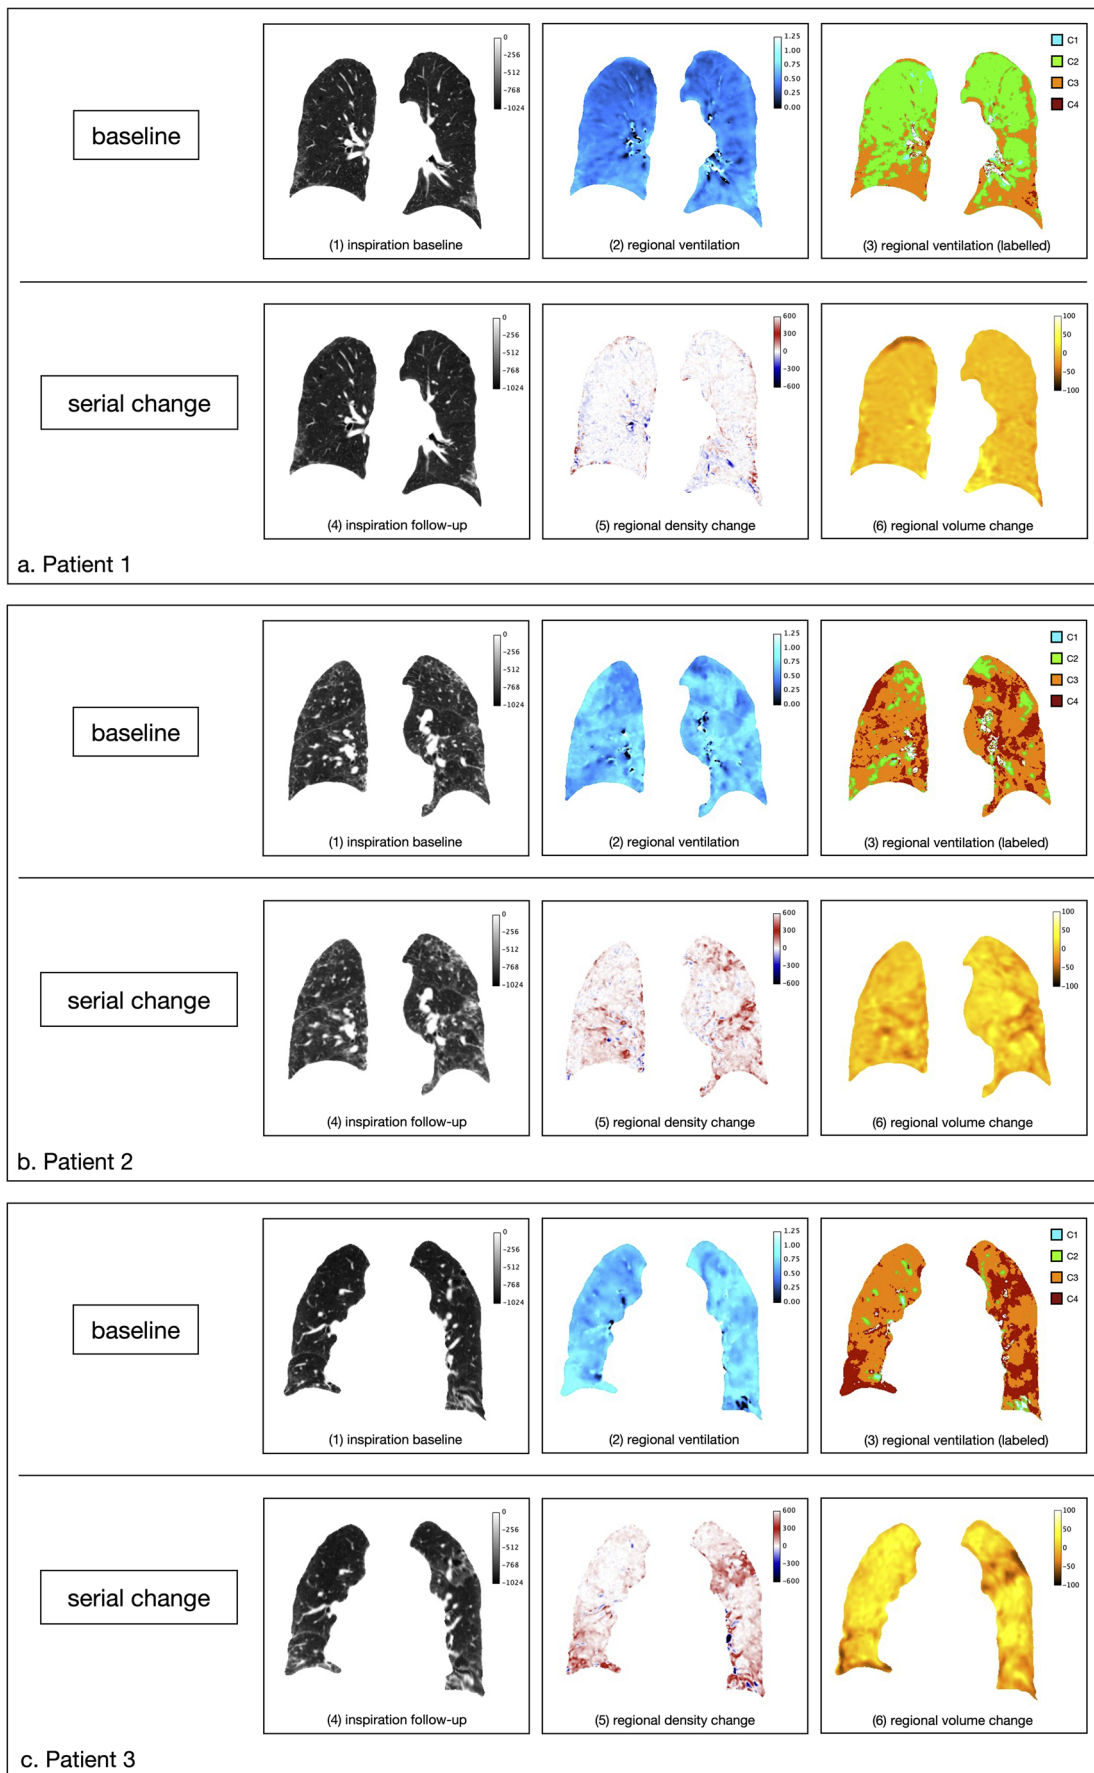 baseline
0
-256
-512
-768
-1024
(1) inspiration baseline
1.25
1.00
0.75
0.50
0.25
0.00
(2) regional ventilation
C1
C2
C3
C4
(3) regional ventilation (labelled)
serial change
0
-256
-512
-768
-1024
(4) inspiration follow-up
600
300
0
-300
-600
(5) regional density change
100
50
0
-50
-100
(6) regional volume change
a. Patient 1
baseline
0
-256
-512
-768
-1024
(1) inspiration baseline
1.25
1.00
0.75
0.50
0.25
0.00
(2) regional ventilation
C1
C2
C3
C4
(3) regional ventilation (labeled)
serial change
0
-256
-512
-768
-1024
(4) inspiration follow-up
600
300
0
-300
-600
(5) regional density change
100
50
0
-50
-100
(6) regional volume change
b. Patient 2
baseline
0
-256
-512
-768
-1024
(1) inspiration baseline
1.25
1.00
0.75
0.50
0.25
0.00
(2) regional ventilation
C1
C2
C3
C4
(3) regional ventilation (labeled)
serial change
0
-256
-512
-768
-1024
(4) inspiration follow-up
600
300
0
-300
-600
(5) regional density change
100
50
0
-50
-100
(6) regional volume change
c. Patient 3